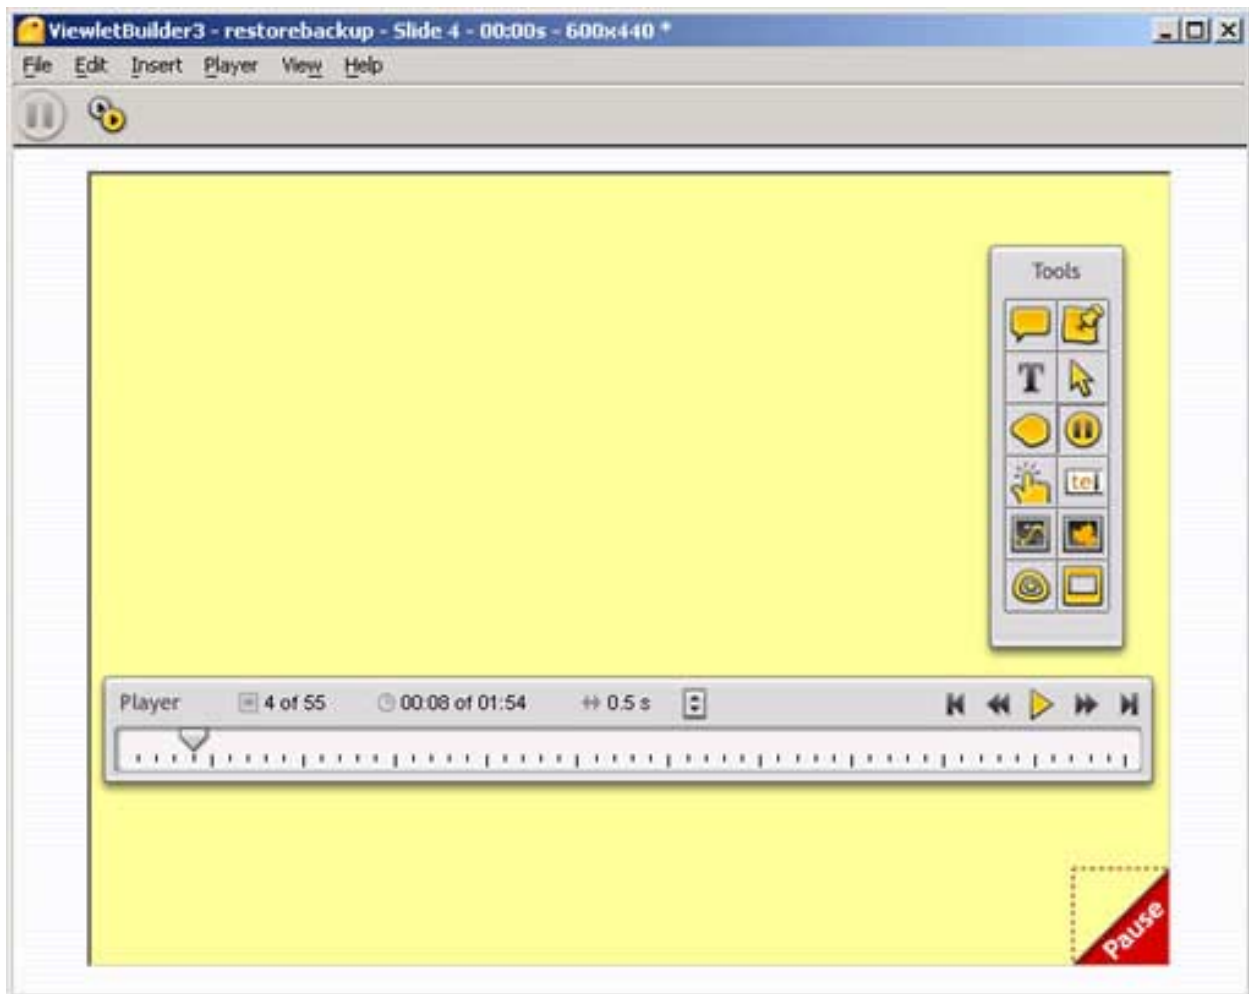 ViewletBuilder3 - restorebackup - Slide 4 - 00:00s - 600x440 *
File Edit Insert Player View Help
Tools
T
te
Player 4 of 55 00:08 of 01:54 0.5 s
Pause